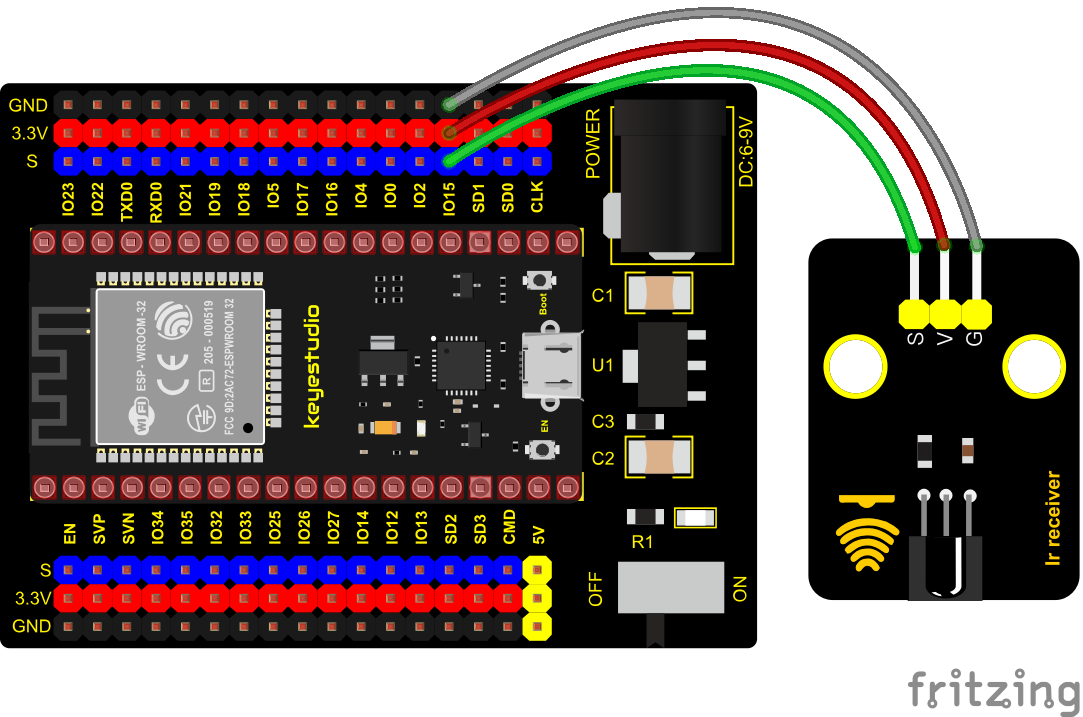 GND
3.3V
S
IO23
IO22
TXD0
RXD0
IO21
IO19
IO18
IO5
IO17
IO16
IO4
IO0
IO2
IO15
SD1
SD0
CLK
POWER
DC:6-9V
ESP - WROOM -32
CE
R
205 - 000519
FCC 9D:2AC72-ESPWROOM 32
WiFi
keyestudio
Boot
EN
C1
U1
C3
C2
R1
OFF
ON
EN
SVP
SVN
IO34
IO35
IO32
IO33
IO25
IO26
IO27
IO14
IO12
IO13
SD2
SD3
CMD
5V
S
3.3V
GND
S
V
G
Ir receiver
fritzing